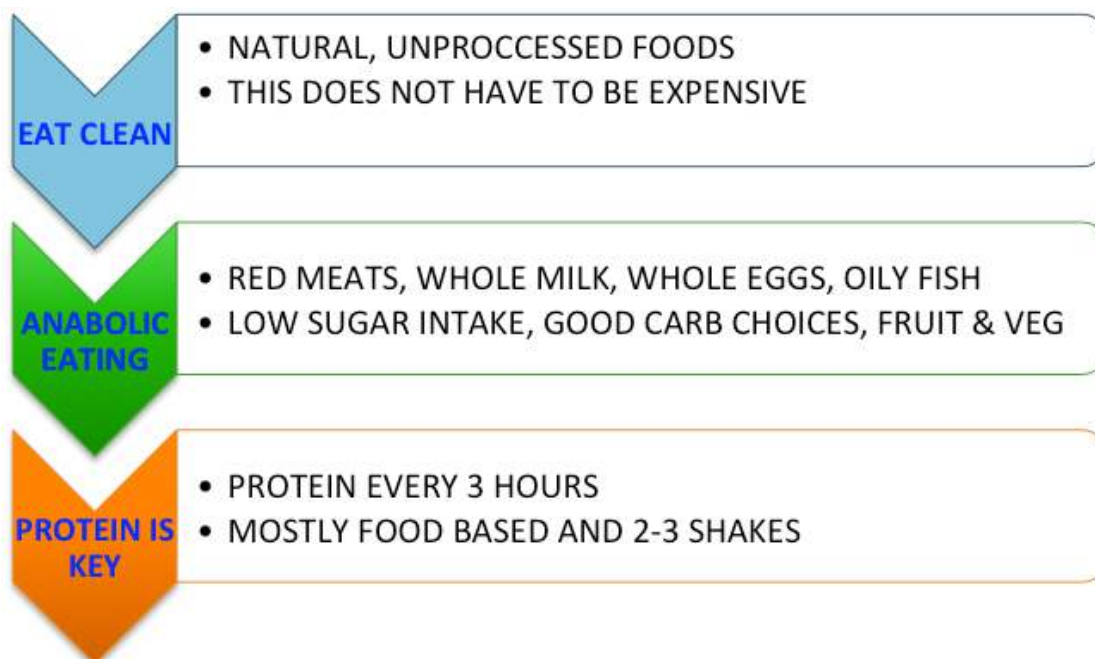 EAT CLEAN
• NATURAL, UNPROCCESSED FOODS
• THIS DOES NOT HAVE TO BE EXPENSIVE
ANABOLIC
EATING
• RED MEATS, WHOLE MILK, WHOLE EGGS, OILY FISH
• LOW SUGAR INTAKE, GOOD CARB CHOICES, FRUIT & VEG
PROTEIN IS
KEY
• PROTEIN EVERY 3 HOURS
• MOSTLY FOOD BASED AND 2-3 SHAKES